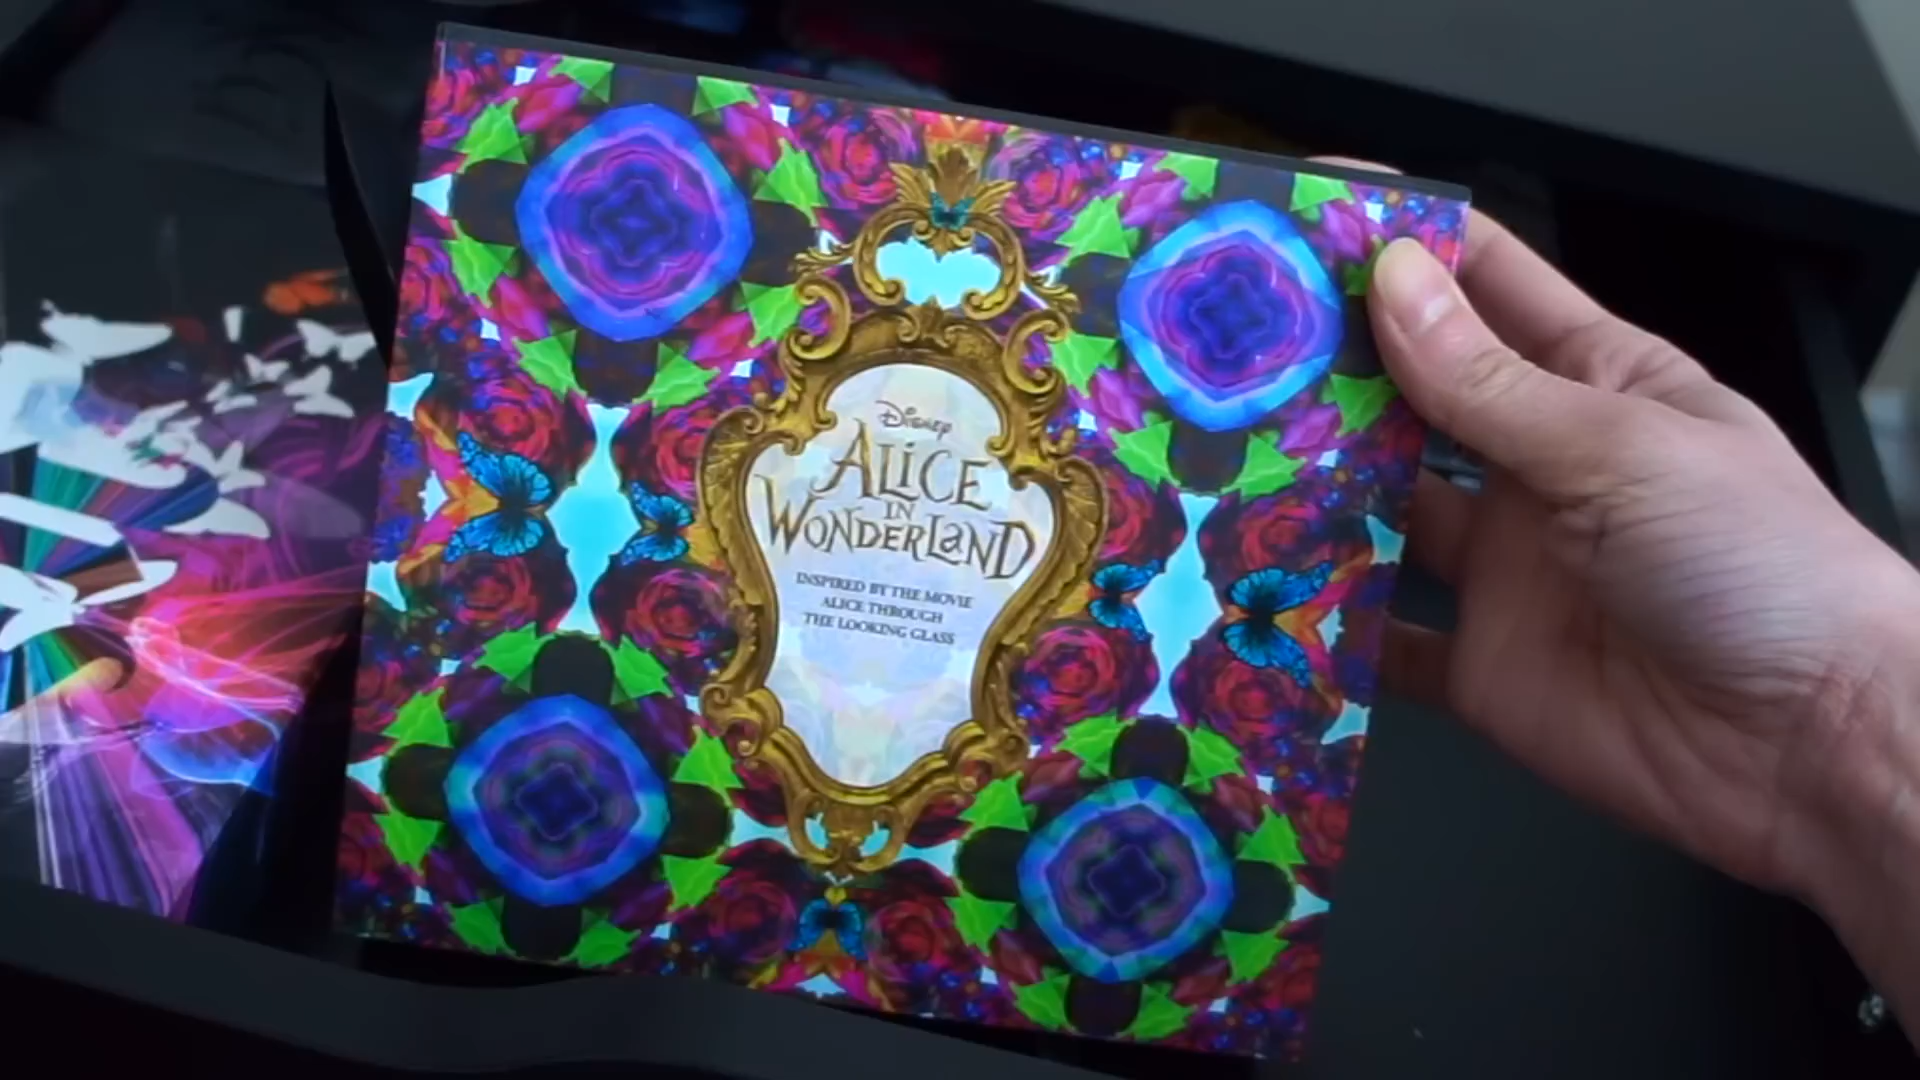 Disney
ALiCE
IN
WONDERLaND
INSPIRED BY THE MOVIE
ALICE THROUGH
THE LOOKING GLASS